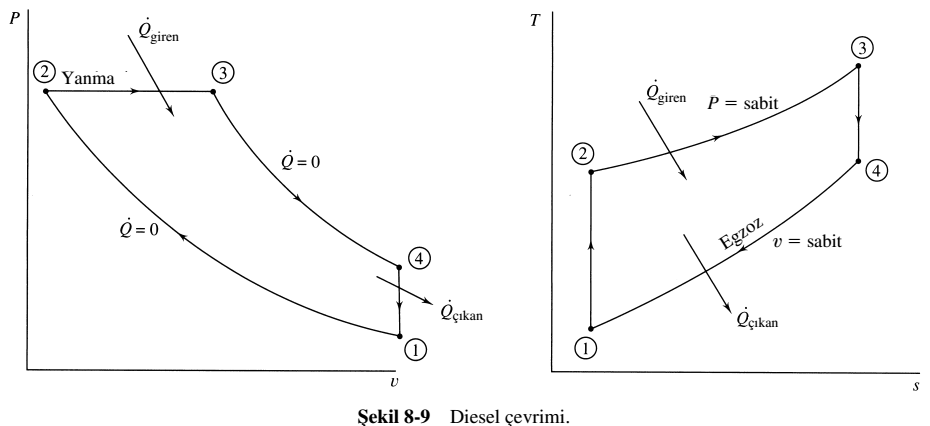 P
Q̇giren
② Yanma ③
Q̇ = 0
Q̇ = 0
④
Q̇çıkan
①
v
T
③
Q̇giren
P = sabit
②
④
Egzoz
v = sabit
Q̇çıkan
①
s
Şekil 8-9 Diesel çevrimi.